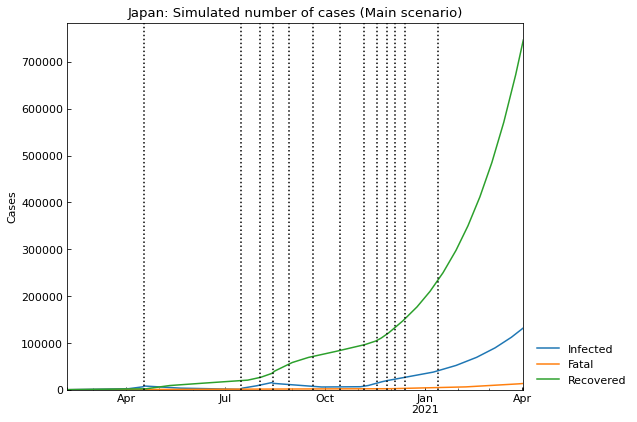 Japan: Simulated number of cases (Main scenario)
700000
600000
500000
400000
300000
200000
100000
0
Cases
Apr
Jul
Oct
Jan
2021
Apr
Infected
Fatal
Recovered